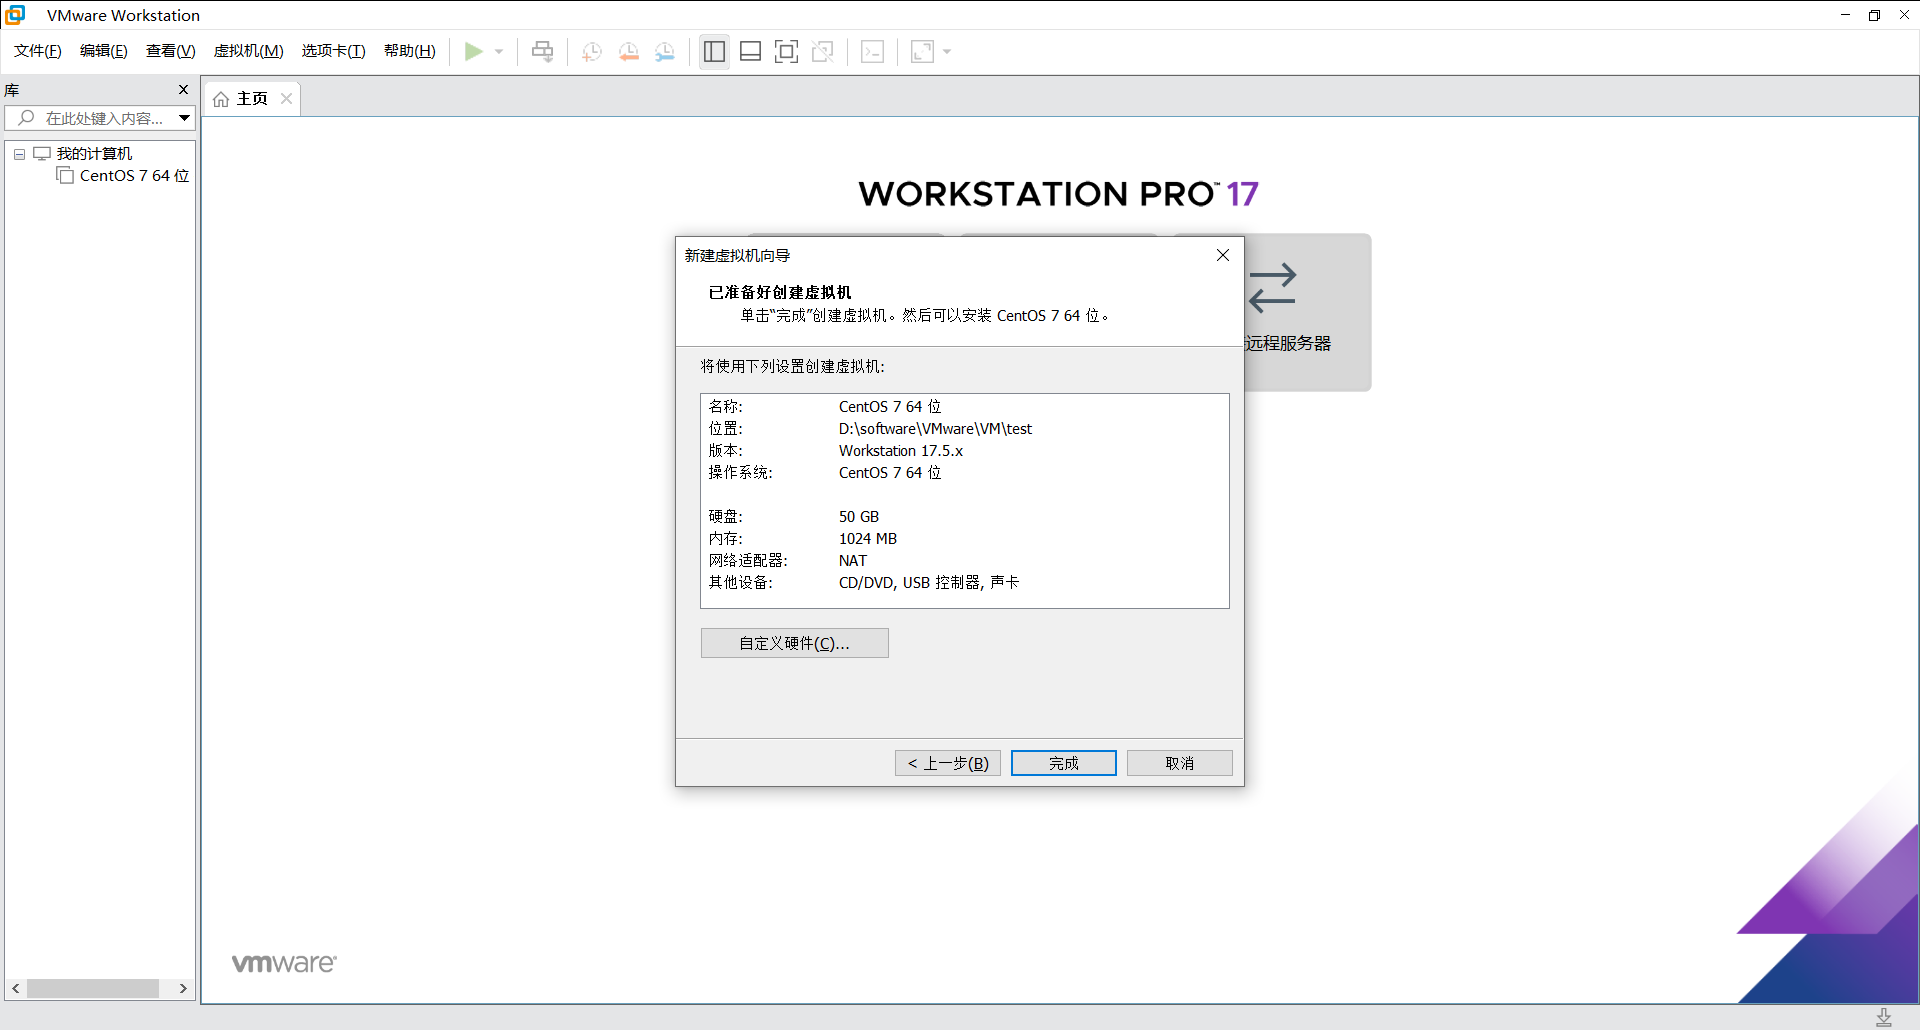 VMware Workstation
文件(F) 编辑(E) 查看(V) 虚拟机(M) 选项卡(T) 帮助(H)
库
主页
在此处键入内容...
我的计算机
CentOS 7 64 位
WORKSTATION PRO™ 17
远程服务器
新建虚拟机向导
已准备好创建虚拟机
单击“完成”创建虚拟机。然后可以安装 CentOS 7 64 位。
将使用下列设置创建虚拟机:
名称: CentOS 7 64 位
位置: D:\software\VMware\VM\test
版本: Workstation 17.5.x
操作系统: CentOS 7 64 位
硬盘: 50 GB
内存: 1024 MB
网络适配器: NAT
其他设备: CD/DVD, USB 控制器, 声卡
自定义硬件(C)...
< 上一步(B) 完成 取消
vmware